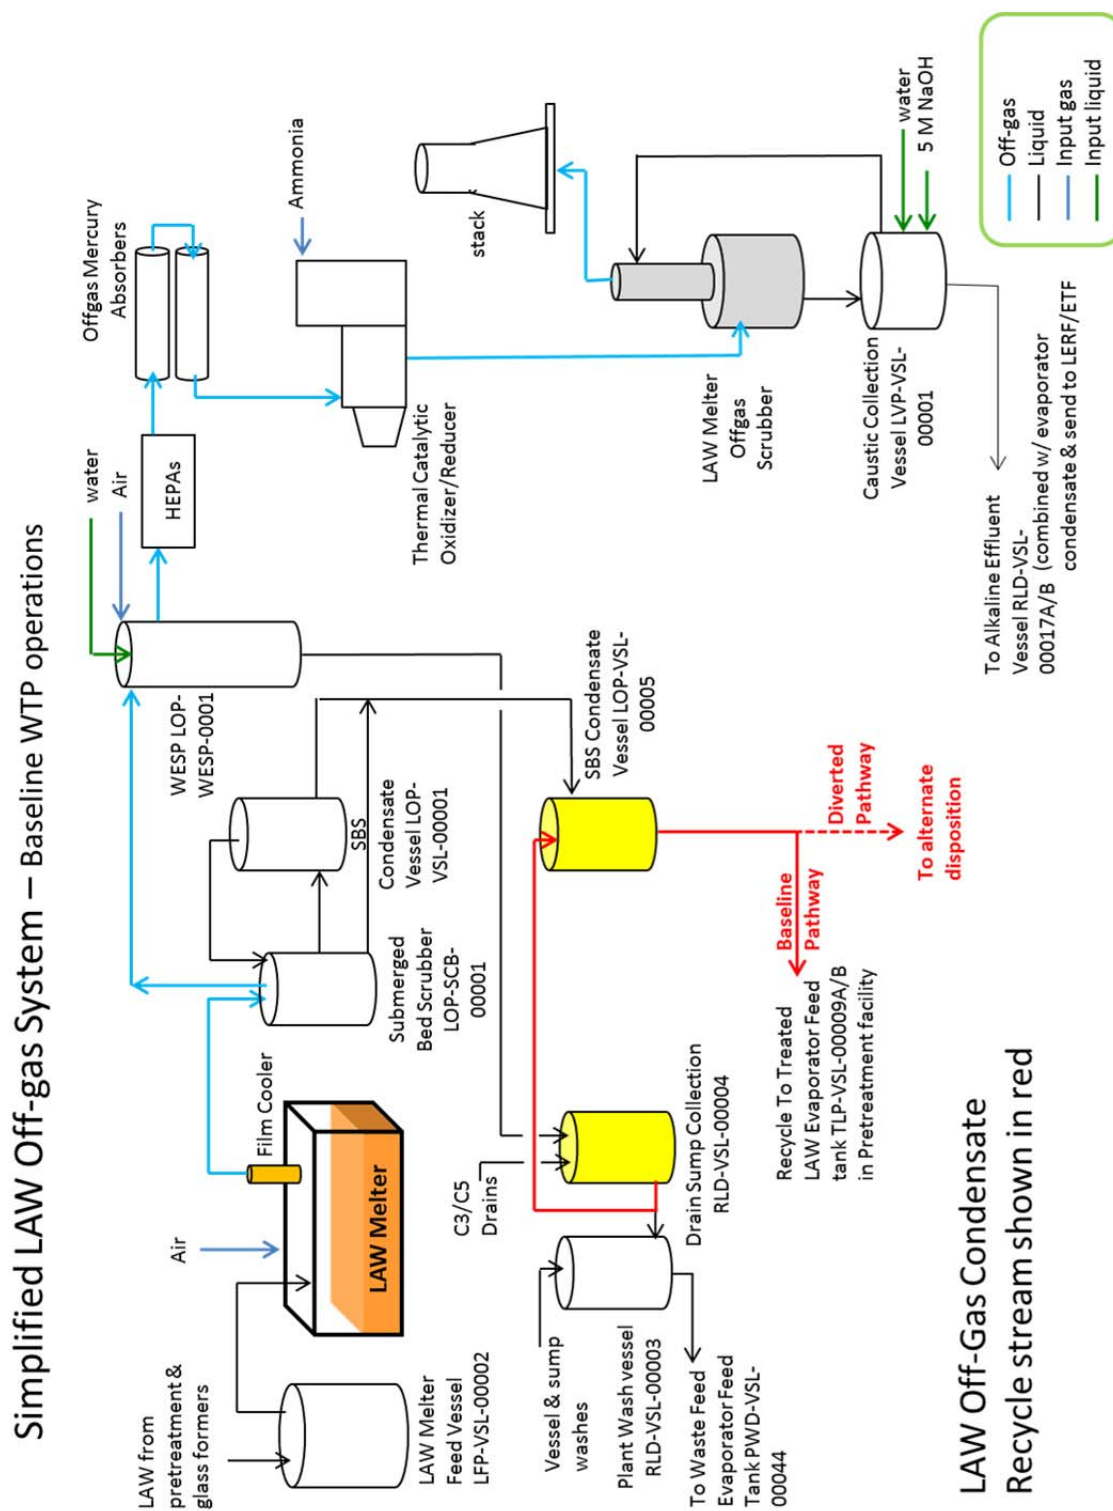 Simplified LAW Off-gas System – Baseline WTP operations
LAW from
pretreatment &
glass formers
LAW Melter
Feed Vessel
LFP-VSL-00002
Air
Film Cooler
LAW Melter
Submerged
Bed Scrubber
LOP-SCB-
00001
SBS
Condensate
Vessel LOP-
VSL-00001
WESP LOP-
WESP-0001
water
Air
HEPAs
Offgas Mercury
Absorbers
Ammonia
Thermal Catalytic
Oxidizer/Reducer
stack
LAW Melter
Offgas
Scrubber
Caustic Collection
Vessel LVP-VSL-
00001
water
5 M NaOH
To Alkaline Effluent
Vessel RLD-VSL-
00017A/B (combined w/ evaporator
condensate & send to LERF/ETF
Vessel & sump
washes
Plant Wash vessel
RLD-VSL-00003
To Waste Feed
Evaporator Feed
Tank PWD-VSL-
00044
C3/C5
Drains
Drain Sump Collection
RLD-VSL-00004
SBS Condensate
Vessel LOP-VSL-
00005
Baseline
Pathway
Diverted
Pathway
Recycle To Treated
LAW Evaporator Feed
tank TLP-VSL-00009A/B
in Pretreatment facility
To alternate
disposition
LAW Off-Gas Condensate
Recycle stream shown in red
Off-gas
Liquid
Input gas
Input liquid